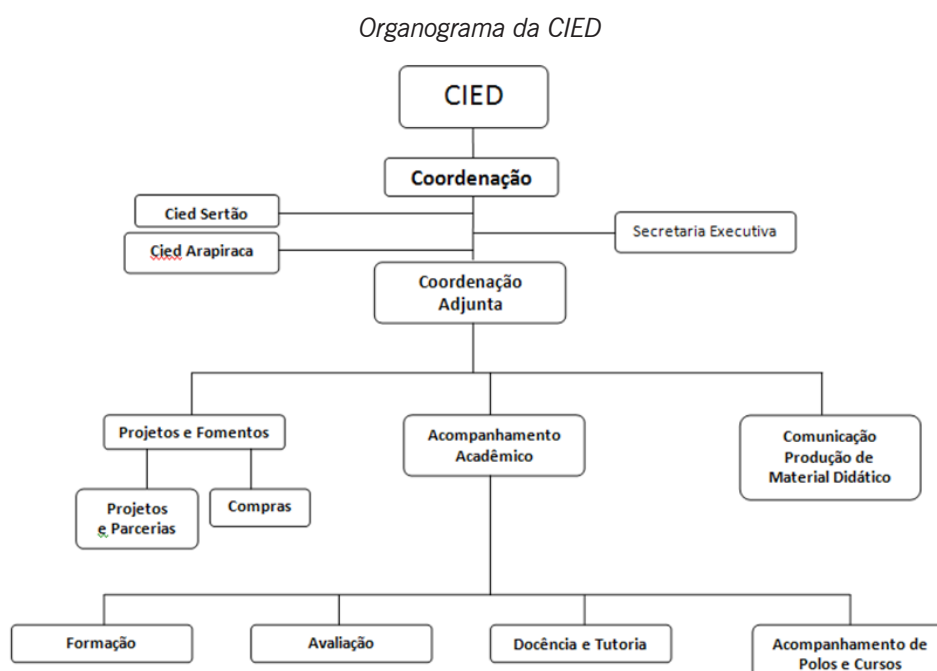 Organograma da CIED
CIED
Coordenação
Cied Sertão
Secretaria Executiva
Cied Arapiraca
Coordenação
Adjunta
Projetos e Fomentos
Acompanhamento
Acadêmico
Comunicação
Produção de
Material Didático
Projetos
e Parcerias
Compras
Formação
Avaliação
Docência e Tutoria
Acompanhamento de
Polos e Cursos